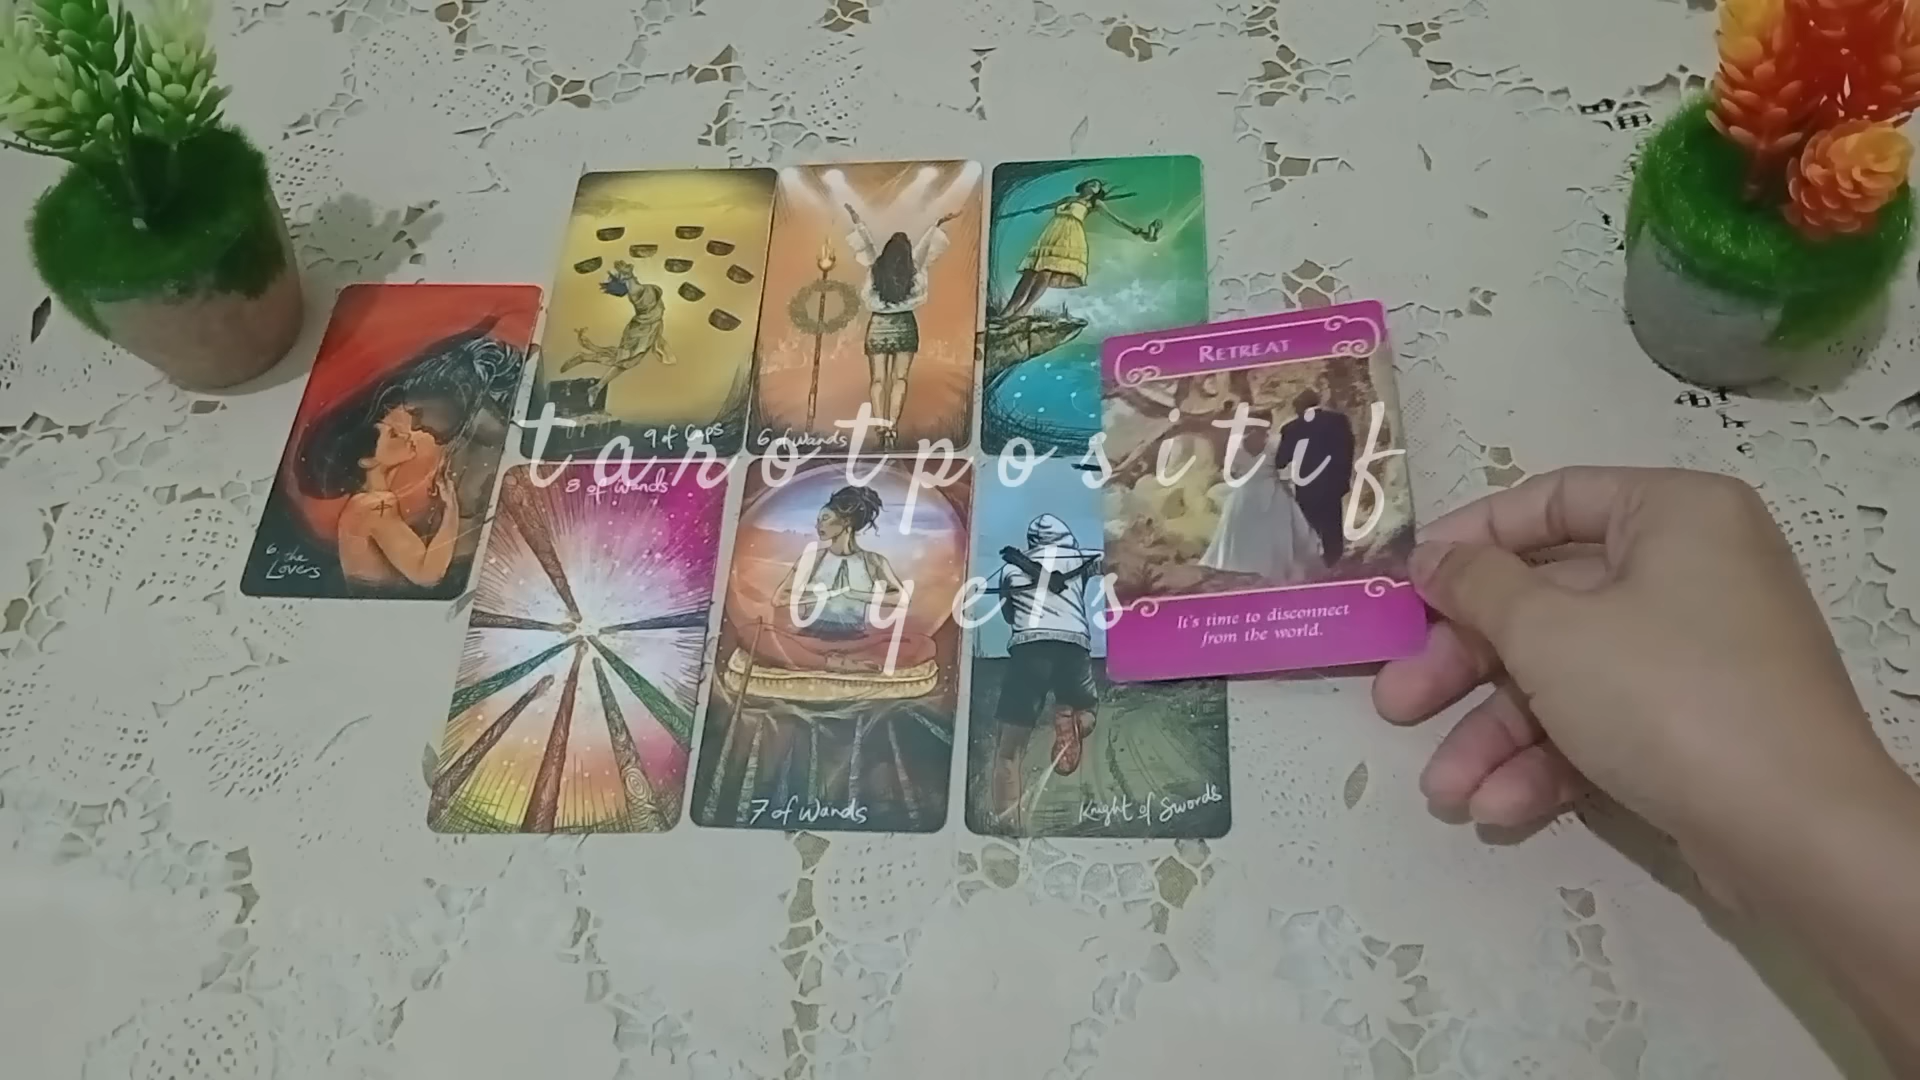 9 of Cups
6 of Wands
RETREAT
tarotpositif
byels
6 the
Lovers
8 of Wands
It's time to disconnect
from the world.
7 of Wands
Knight of Swords